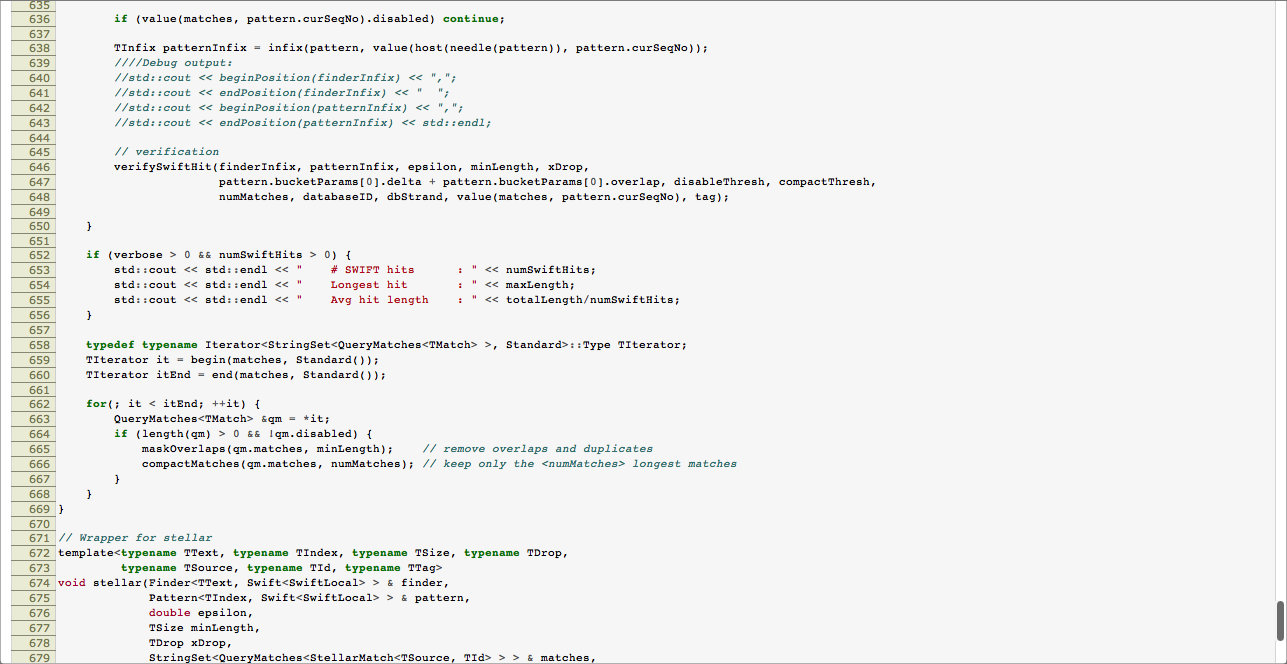 635
636 if (value(matches, pattern.curSeqNo).disabled) continue;
637
638 TInfix patternInfix = infix(pattern, value(host(needle(pattern)), pattern.curSeqNo));
639 ////Debug output:
640 //std::cout << beginPosition(finderInfix) << ",";
641 //std::cout << endPosition(finderInfix) << "  ";
642 //std::cout << beginPosition(patternInfix) << ",";
643 //std::cout << endPosition(patternInfix) << std::endl;
644
645 // verification
646 verifySwiftHit(finderInfix, patternInfix, epsilon, minLength, xDrop,
647 pattern.bucketParams[0].delta + pattern.bucketParams[0].overlap, disableThresh, compactThresh,
648 numMatches, databaseID, dbStrand, value(matches, pattern.curSeqNo), tag);
649
650 }
651
652 if (verbose > 0 && numSwiftHits > 0) {
653 std::cout << std::endl << "    # SWIFT hits      : " << numSwiftHits;
654 std::cout << std::endl << "    Longest hit       : " << maxLength;
655 std::cout << std::endl << "    Avg hit length    : " << totalLength/numSwiftHits;
656 }
657
658 typedef typename Iterator<StringSet<QueryMatches<TMatch> >, Standard>::Type TIterator;
659 TIterator it = begin(matches, Standard());
660 TIterator itEnd = end(matches, Standard());
661
662 for(; it < itEnd; ++it) {
663 QueryMatches<TMatch> &qm = *it;
664 if (length(qm) > 0 && !qm.disabled) {
665 maskOverlaps(qm.matches, minLength);    // remove overlaps and duplicates
666 compactMatches(qm.matches, numMatches); // keep only the <numMatches> longest matches
667 }
668 }
669 }
670
671 // Wrapper for stellar
672 template<typename TText, typename TIndex, typename TSize, typename TDrop,
673 typename TSource, typename TId, typename TTag>
674 void stellar(Finder<TText, Swift<SwiftLocal> > & finder,
675 Pattern<TIndex, Swift<SwiftLocal> > & pattern,
676 double epsilon,
677 TSize minLength,
678 TDrop xDrop,
679 StringSet<QueryMatches<StellarMatch<TSource, TId> > > & matches,